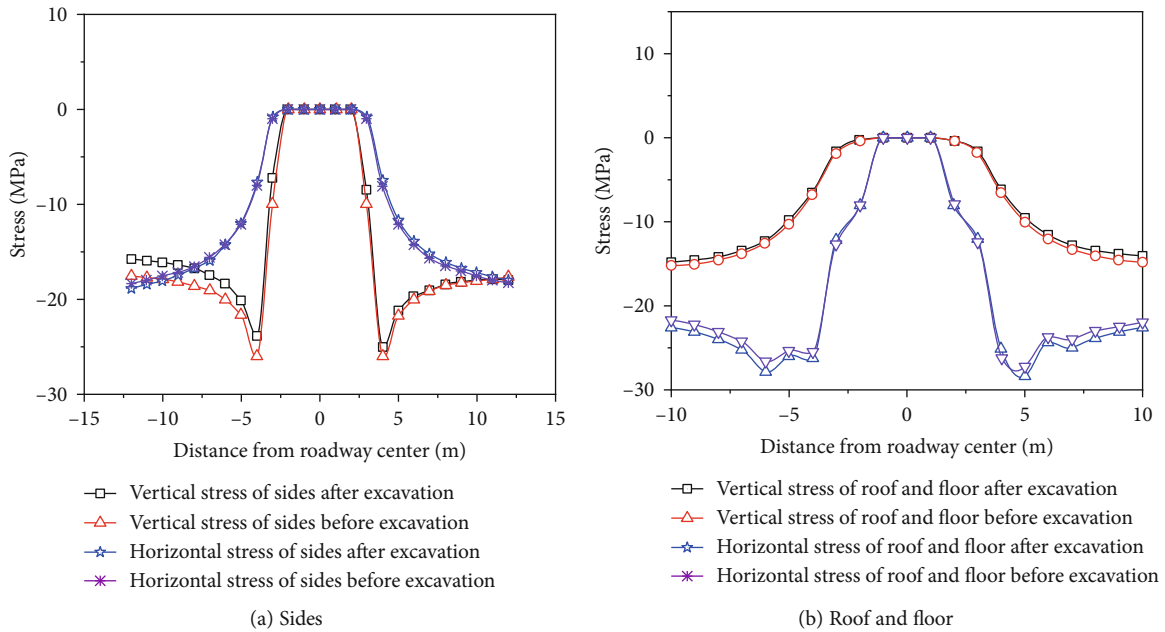 10
0
−10
−20
−30
Stress (MPa)
−15
−10
−5
0
5
10
15
Distance from roadway center (m)
Vertical stress of sides after excavation
Vertical stress of sides before excavation
Horizontal stress of sides after excavation
Horizontal stress of sides before excavation
(a) Sides
10
0
−10
−20
−30
Stress (MPa)
−10
−5
0
5
10
Distance from roadway center (m)
Vertical stress of roof and floor after excavation
Vertical stress of roof and floor before excavation
Horizontal stress of roof and floor after excavation
Horizontal stress of roof and floor before excavation
(b) Roof and floor